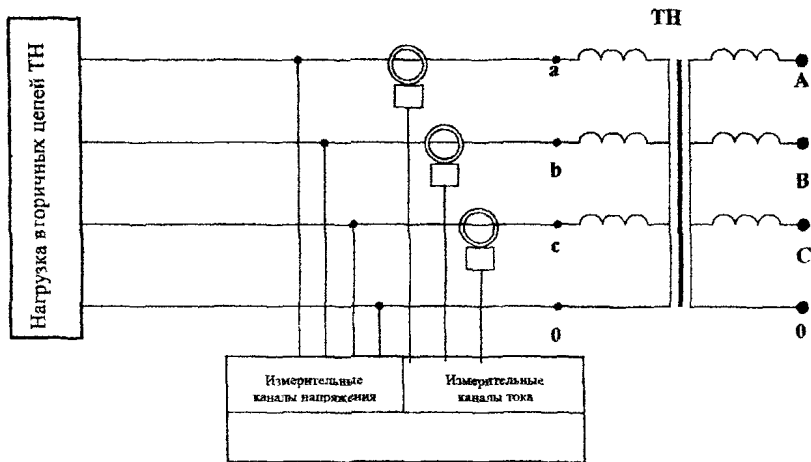 ТН
Нагрузка вторичных цепей ТН
a
A
b
B
c
C
0
0
Измерительные
каналы напряжения
Измерительные
каналы тока